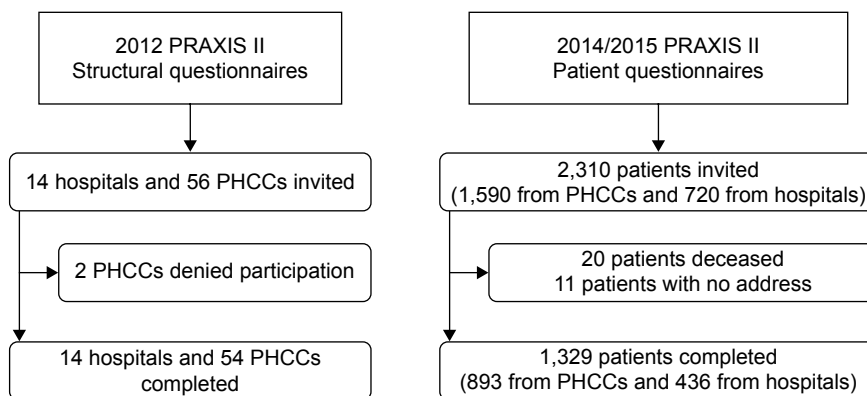 2012 PRAXIS II
Structural questionnaires
14 hospitals and 56 PHCCs invited
2 PHCCs denied participation
14 hospitals and 54 PHCCs
completed
2014/2015 PRAXIS II
Patient questionnaires
2,310 patients invited
(1,590 from PHCCs and 720 from hospitals)
20 patients deceased
11 patients with no address
1,329 patients completed
(893 from PHCCs and 436 from hospitals)